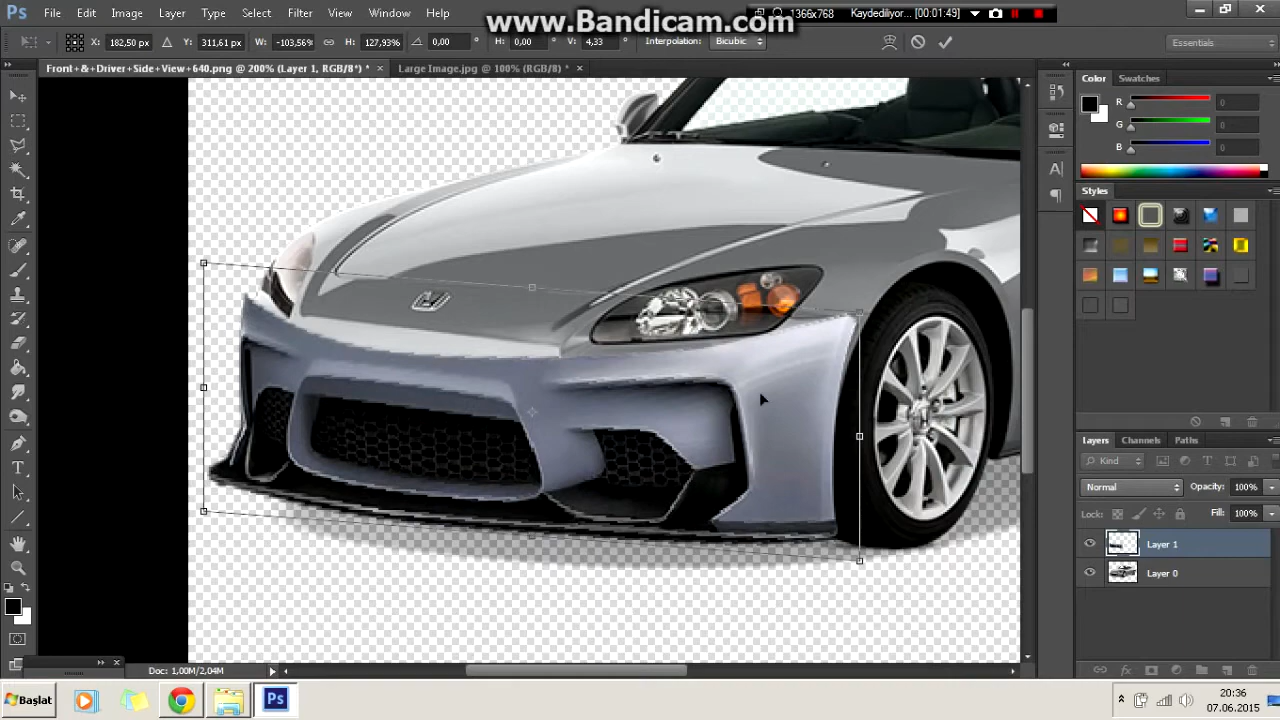 Ps File Edit Image Layer Type Select Filter View Window Help
www.Bandicam.com
1366x768 Kaydediliyor... [00:01:49]
X: 182,50 px Y: 311,61 px W: -103,56% H: 127,93% 0,00 H: 0,00 V: 4,33 Interpolation: Bicubic
Essentials
Front+&+Driver+Side+View+640.png @ 200% (Layer 1, RGB/8*) * ×
Large Image.jpg @ 100% (RGB/8) * ×
Color Swatches
R 0
G 0
B 0
Styles
Layers Channels Paths
Kind
Normal Opacity: 100%
Lock: Fill: 100%
Layer 1
Layer 0
Doc: 1,00M/2,04M
Başlat
Ps
20:36
07.06.2015